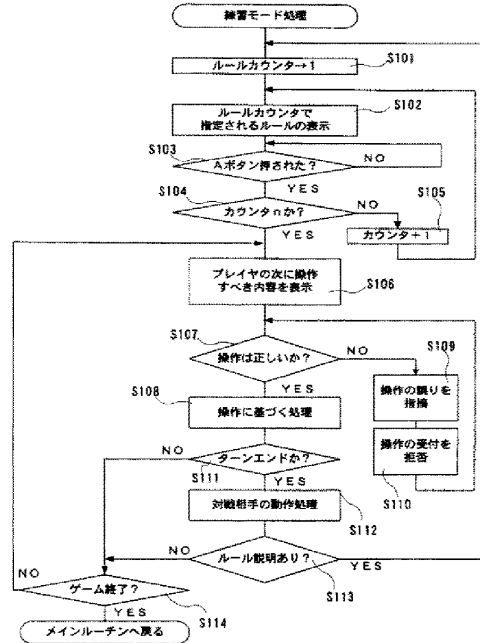 練習モード処理
ルールカウンタ→1
S101
ルールカウンタで
指定されるルールの表示
S102
S103
Aボタン押された？
NO
YES
S104
カウンタnか？
NO
YES
S105
カウンタ+1
プレイヤの次に操作
すべき内容を表示
S106
S107
操作は正しいか？
NO
YES
S109
操作の誤りを
指摘
S108
操作に基づく処理
操作の受付を
拒否
S110
NO
ターンエンドか？
S111
YES
対戦相手の動作処理
S112
NO
ルール説明あり？
YES
S113
NO
ゲーム終了？
YES
S114
メインルーチンへ戻る